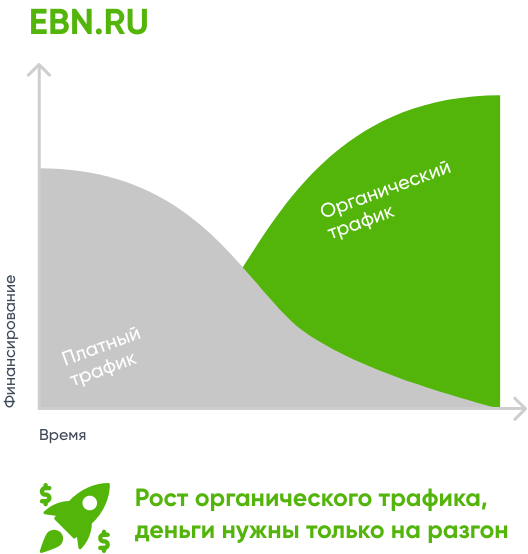 EBN.RU
Органический
трафик
Платный
трафик
Финансирование
Время
$
$
Рост органического трафика,
деньги нужны только на разгон